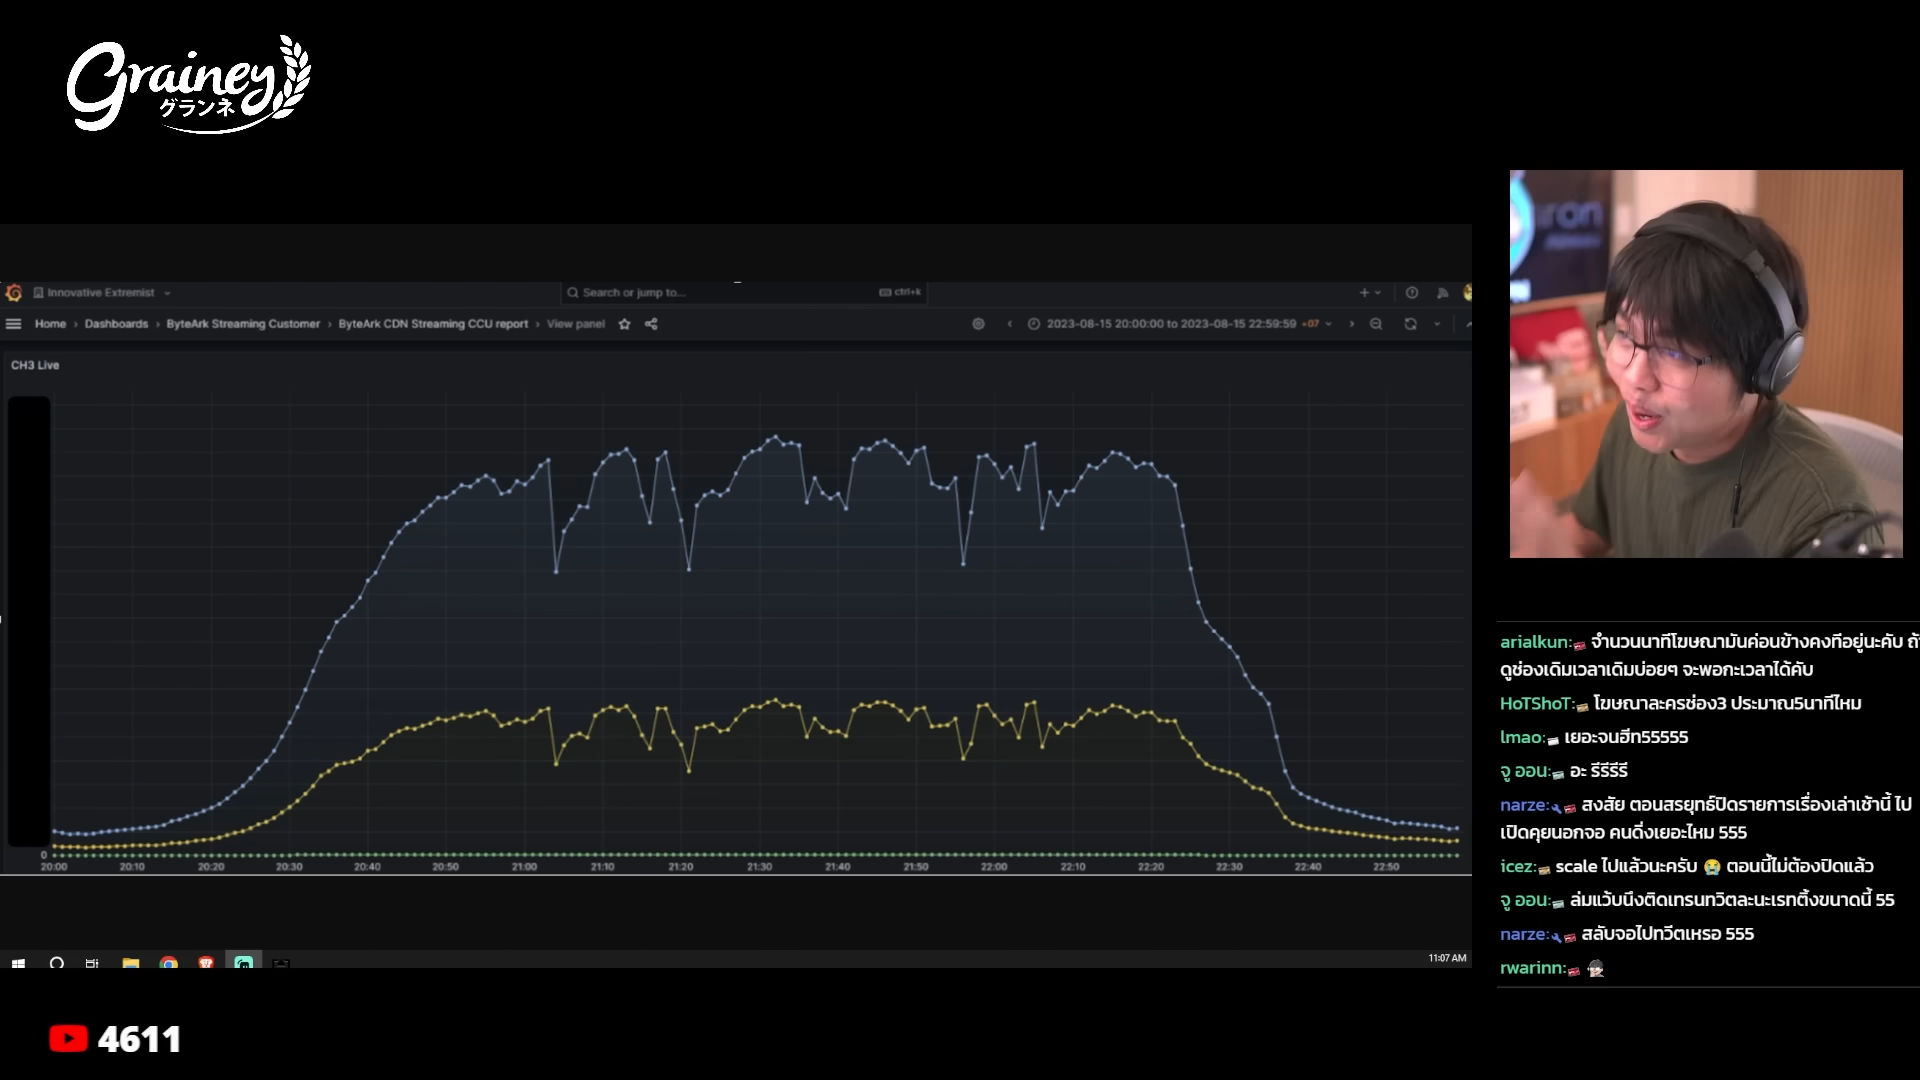 Grainey
グランネ
Innovative Extremist
Search or jump to...
ctrl+k
Home › Dashboards › ByteArk Streaming Customer › ByteArk CDN Streaming CCU report › View panel
2023-08-15 20:00:00 to 2023-08-15 22:59:59 +07
CH3 Live
0
20:00 20:10 20:20 20:30 20:40 20:50 21:00 21:10 21:20 21:30 21:40 21:50 22:00 22:10 22:20 22:30 22:40 22:50
11:07 AM
4611
iron
arialkun: จำนวนนาทีโฆษณามันค่อนข้างคงทีอยู่นะคับ ถ้า
ดูช่องเดิมเวลาเดิมบ่อยๆ จะพอกะเวลาได้คับ
HoTShoT: โฆษณาละครช่อง3 ประมาณ5นาทีไหม
lmao: เยอะจนฮีท55555
จู ออน: อะ รีรีรีรี
narze: สงสัย ตอนสรยุทธ์ปิดรายการเรื่องเล่าเช้านี้ ไป
เปิดคุยนอกจอ คนดิ่งเยอะไหม 555
icez: scale ไปแล้วนะครับ 😭 ตอนนี้ไม่ต้องปิดแล้ว
จู ออน: ล่มแว้บนึงติดเทรนทวิตละนะเรทติ้งขนาดนี้ 55
narze: สลับจอไปทวีตเหรอ 555
rwarinn: